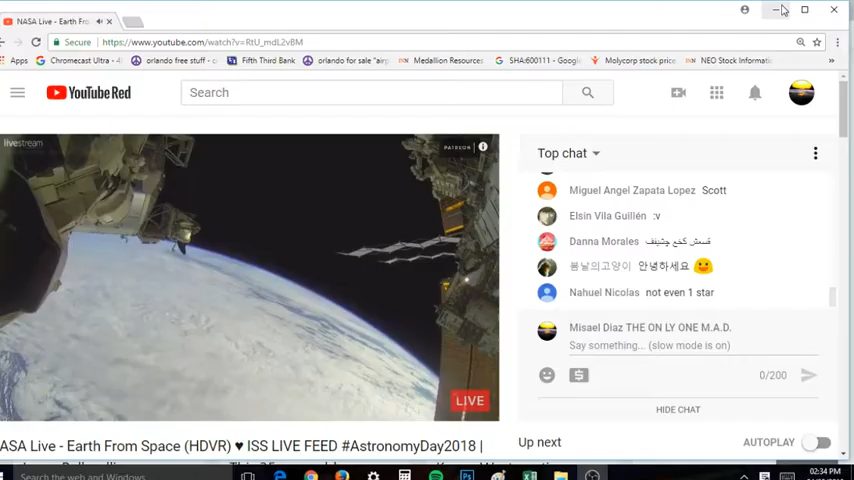 NASA Live - Earth From
Secure
https://www.youtube.com/watch?v=RtU_mdL2vBM
Apps
Chromecast Ultra - 4
orlando free stuff - c
Fifth Third Bank
orlando for sale "airp
Medallion Resources
SHA:600111 - Google
Molycorp stock price
NEO Stock Informatic
»
YouTube Red
Search
livestream
PATREON
LIVE
Top chat
Miguel Angel Zapata Lopez Scott
Elsin Vila Guillén :v
Danna Morales
봄날의고양이 안녕하세요
Nahuel Nicolas not even 1 star
Misael Diaz THE ON LY ONE M.A.D.
Say something... (slow mode is on)
0/200
HIDE CHAT
ASA Live - Earth From Space (HDVR) ♥ ISS LIVE FEED #AstronomyDay2018 |
Up next
AUTOPLAY
Search the web and Windows
02:34 PM